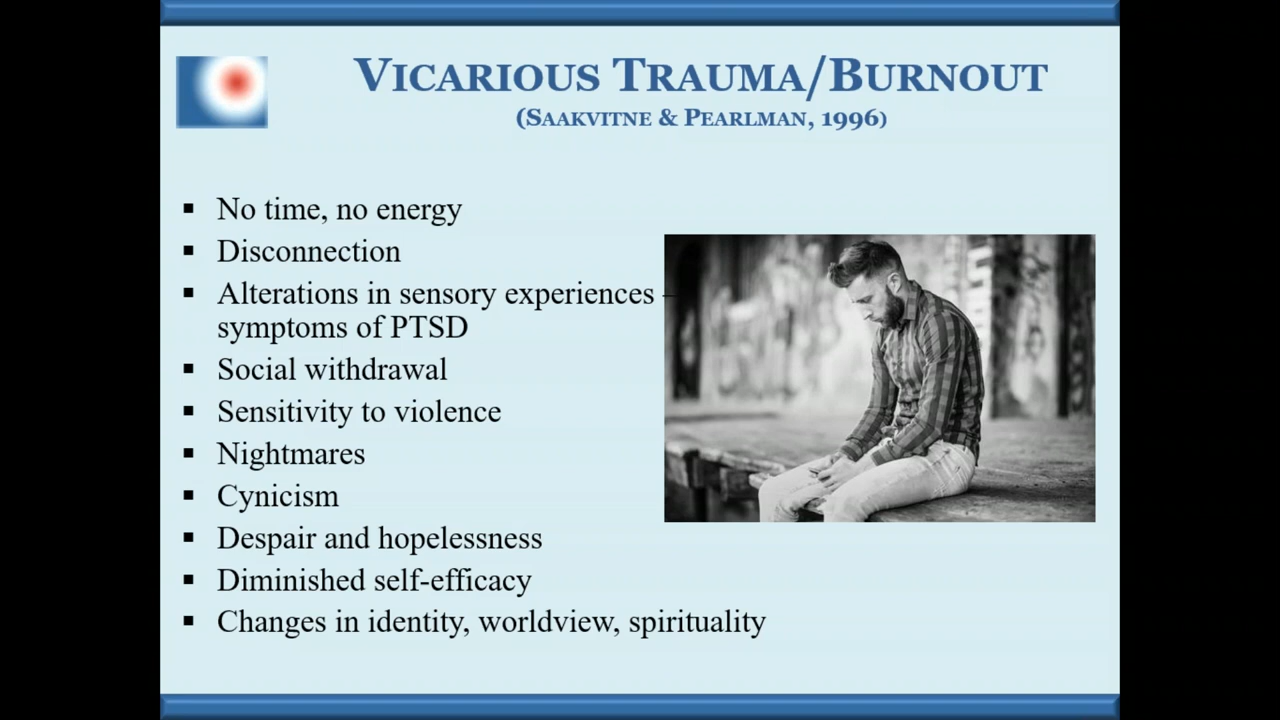 VICARIOUS TRAUMA/BURNOUT
(SAAKVITNE & PEARLMAN, 1996)
▪ No time, no energy
▪ Disconnection
▪ Alterations in sensory experiences –
symptoms of PTSD
▪ Social withdrawal
▪ Sensitivity to violence
▪ Nightmares
▪ Cynicism
▪ Despair and hopelessness
▪ Diminished self-efficacy
▪ Changes in identity, worldview, spirituality